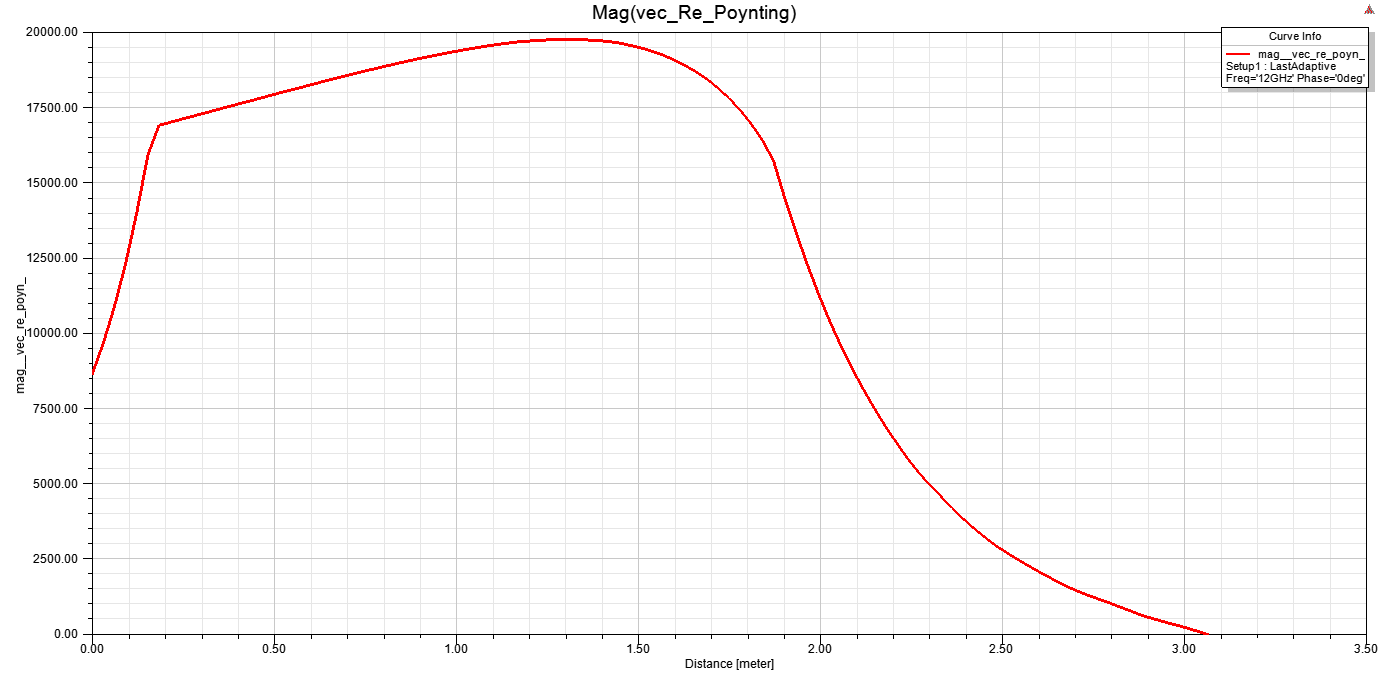 Mag(vec_Re_Poynting)
20000.00
17500.00
15000.00
12500.00
10000.00
7500.00
5000.00
2500.00
0.00
mag__vec_re_poyn_
0.00 0.50 1.00 1.50 2.00 2.50 3.00 3.50
Distance [meter]
Curve Info
mag__vec_re_poyn_
Setup1 : LastAdaptive
Freq='12GHz' Phase='0deg'